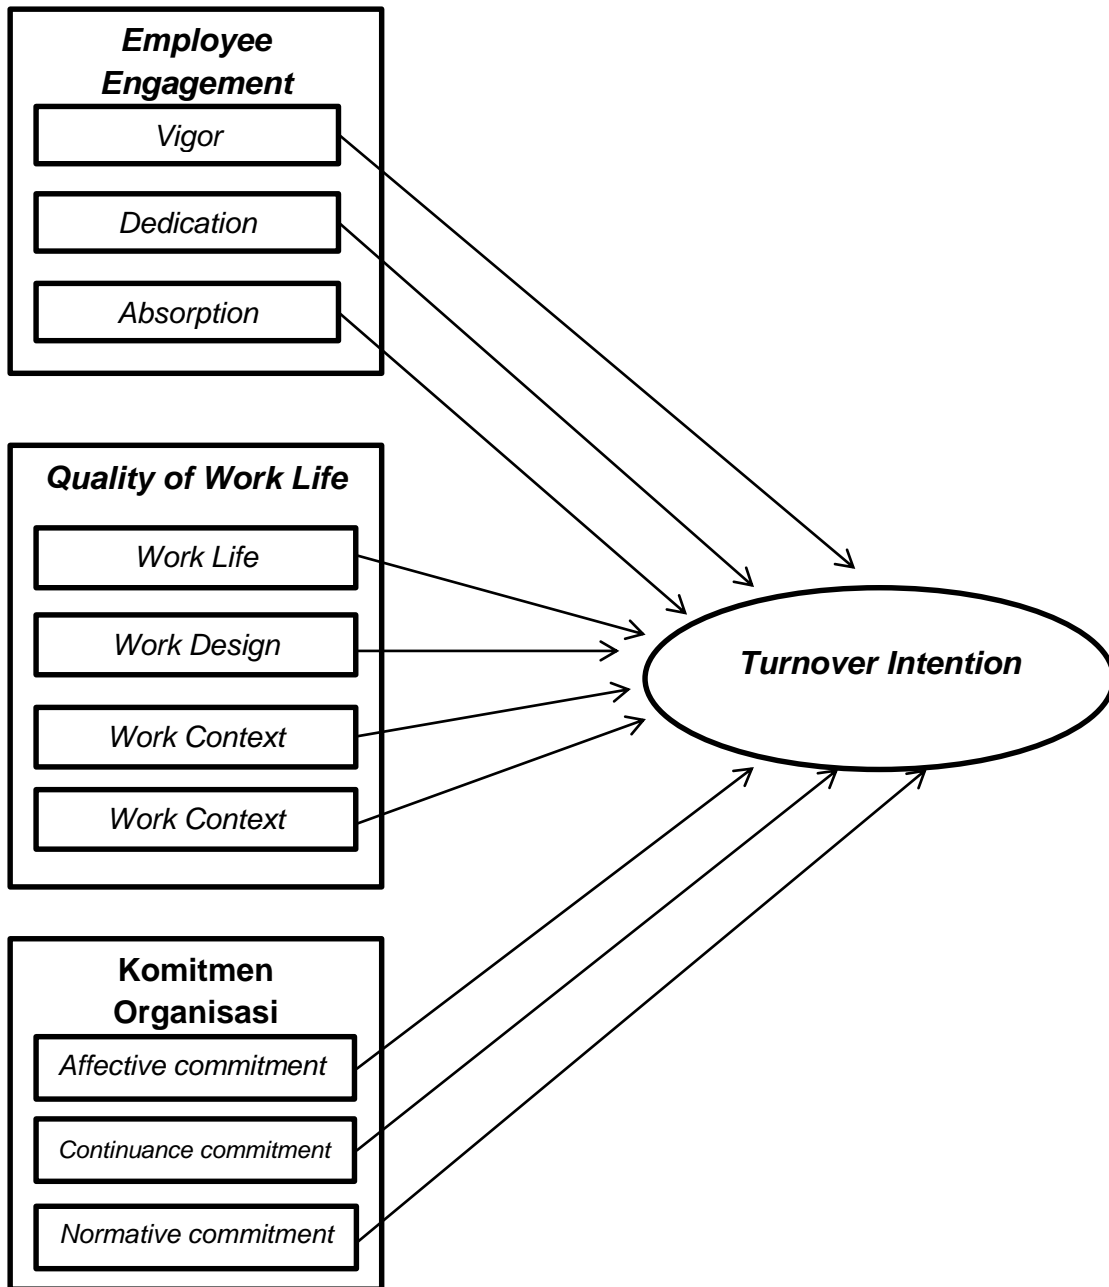 Employee
Engagement
Vigor
Dedication
Absorption
Quality of Work Life
Work Life
Work Design
Work Context
Work Context
Turnover Intention
Komitmen
Organisasi
Affective commitment
Continuance commitment
Normative commitment